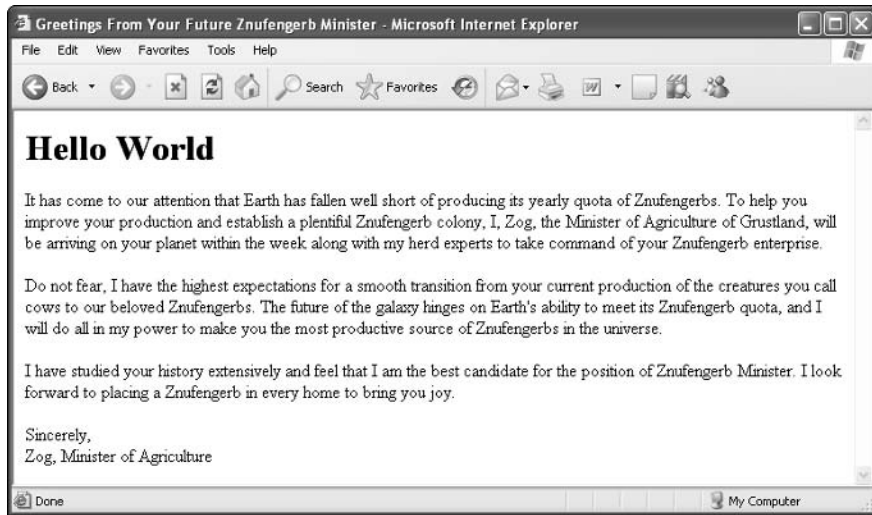 Greetings From Your Future Znufengerb Minister - Microsoft Internet Explorer
File Edit View Favorites Tools Help
Back Search Favorites W
Hello World
It has come to our attention that Earth has fallen well short of producing its yearly quota of Znufengerbs. To help you
improve your production and establish a plentiful Znufengerb colony, I, Zog, the Minister of Agriculture of Grustland, will
be arriving on your planet within the week along with my herd experts to take command of your Znufengerb enterprise.
Do not fear, I have the highest expectations for a smooth transition from your current production of the creatures you call
cows to our beloved Znufengerbs. The future of the galaxy hinges on Earth's ability to meet its Znufengerb quota, and I
will do all in my power to make you the most productive source of Znufengerbs in the universe.
I have studied your history extensively and feel that I am the best candidate for the position of Znufengerb Minister. I look
forward to placing a Znufengerb in every home to bring you joy.
Sincerely,
Zog, Minister of Agriculture
Done My Computer